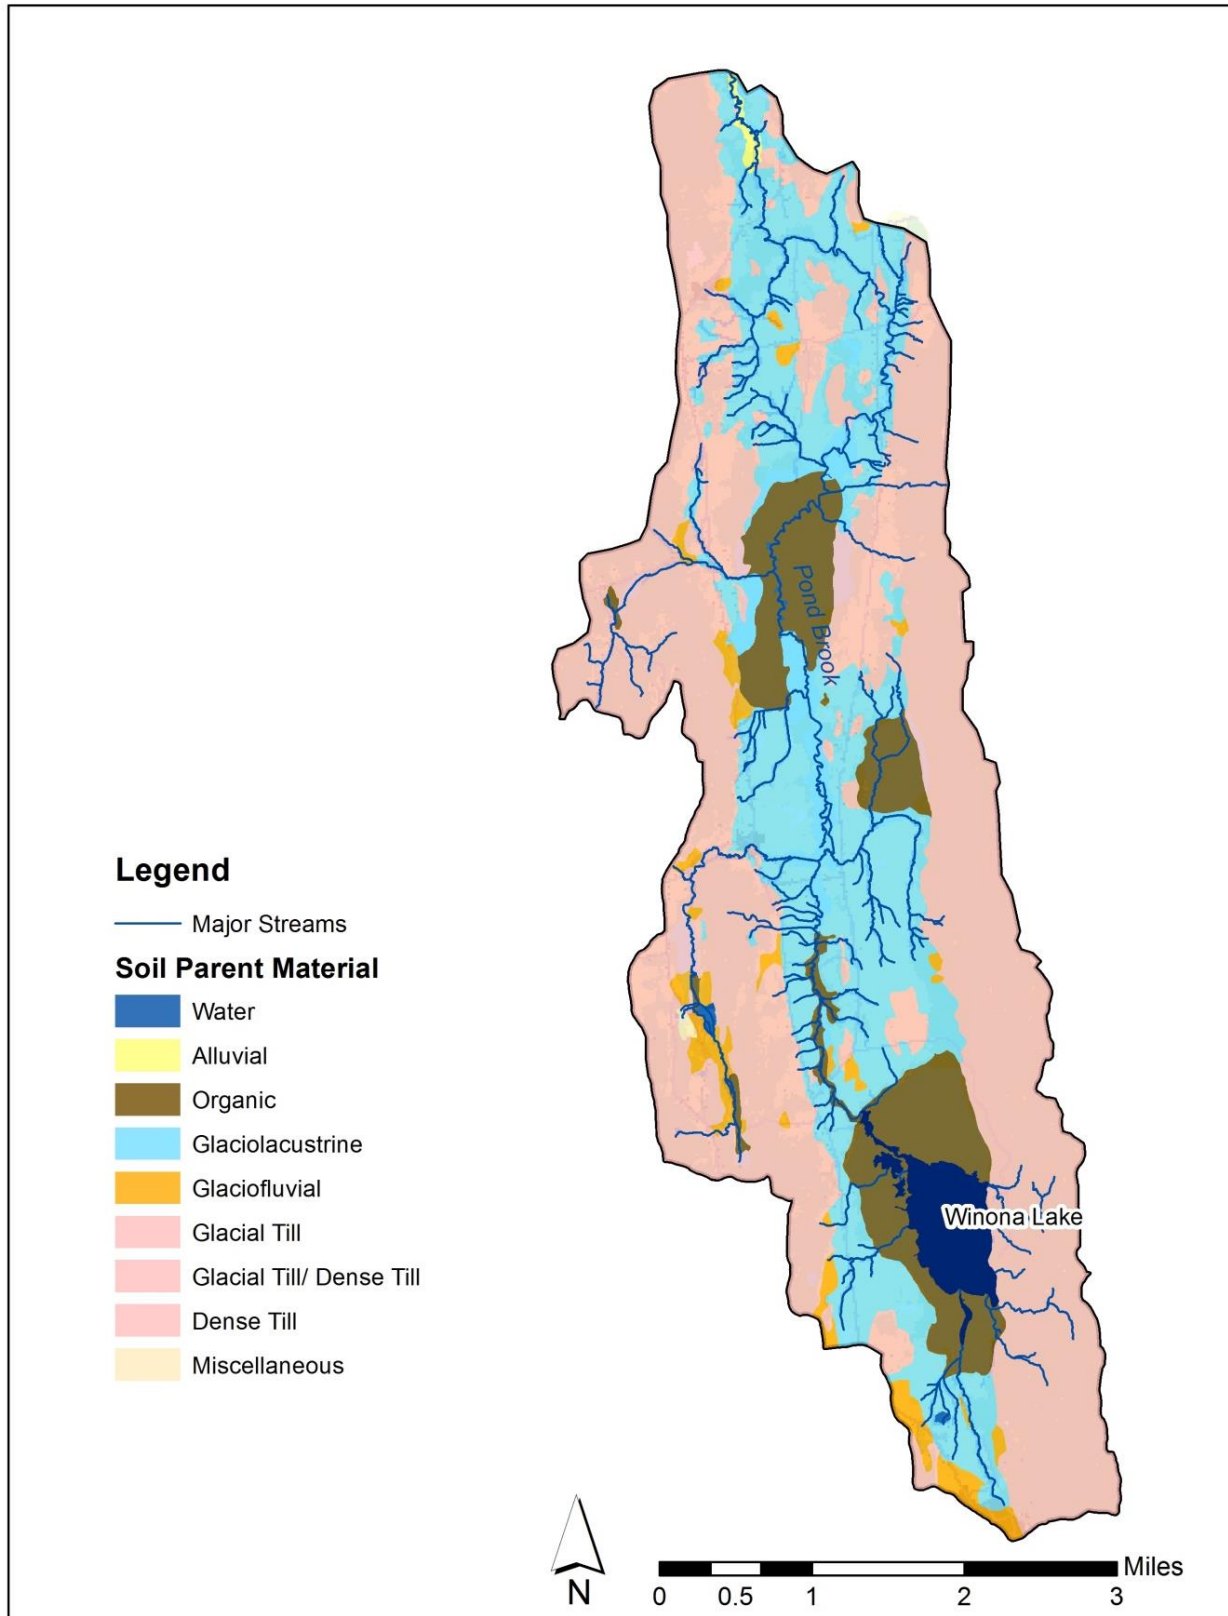 Pond Brook
Legend
Major Streams
Soil Parent Material
Water
Alluvial
Organic
Glaciolacustrine
Glaciofluvial
Glacial Till
Glacial Till/ Dense Till
Dense Till
Miscellaneous
Winona Lake
N
Miles
0 0.5 1 2 3